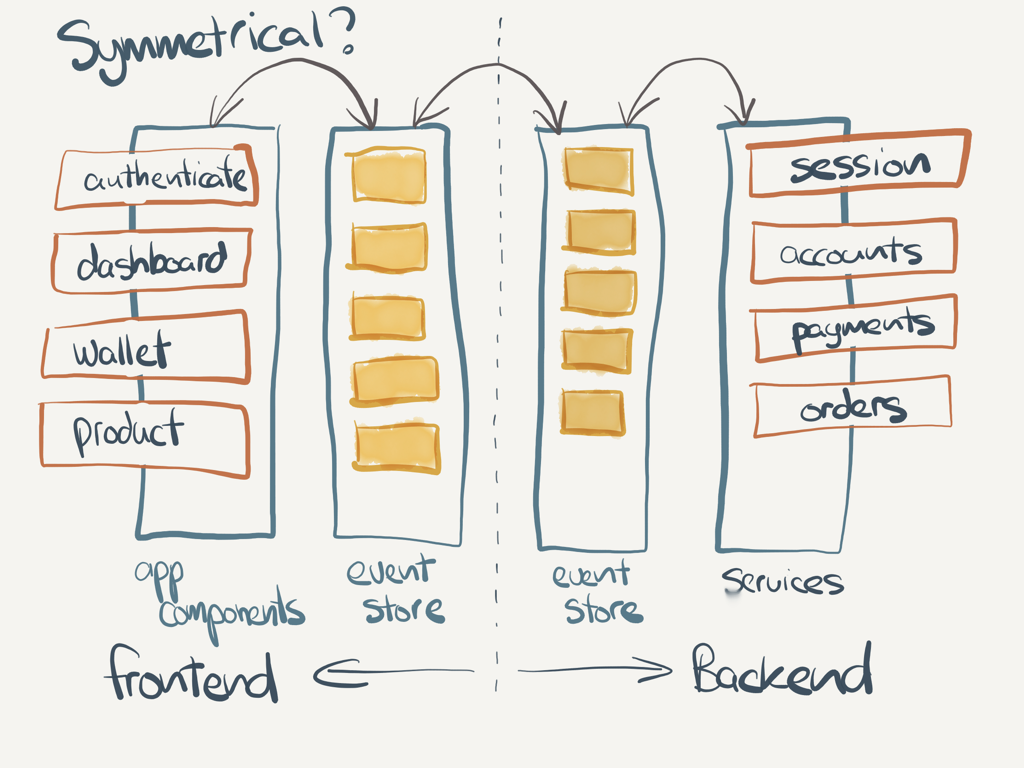 Symmetrical?
authenticate
dashboard
wallet
product
app
components
event
store
event
store
session
accounts
payments
orders
services
frontend
Backend